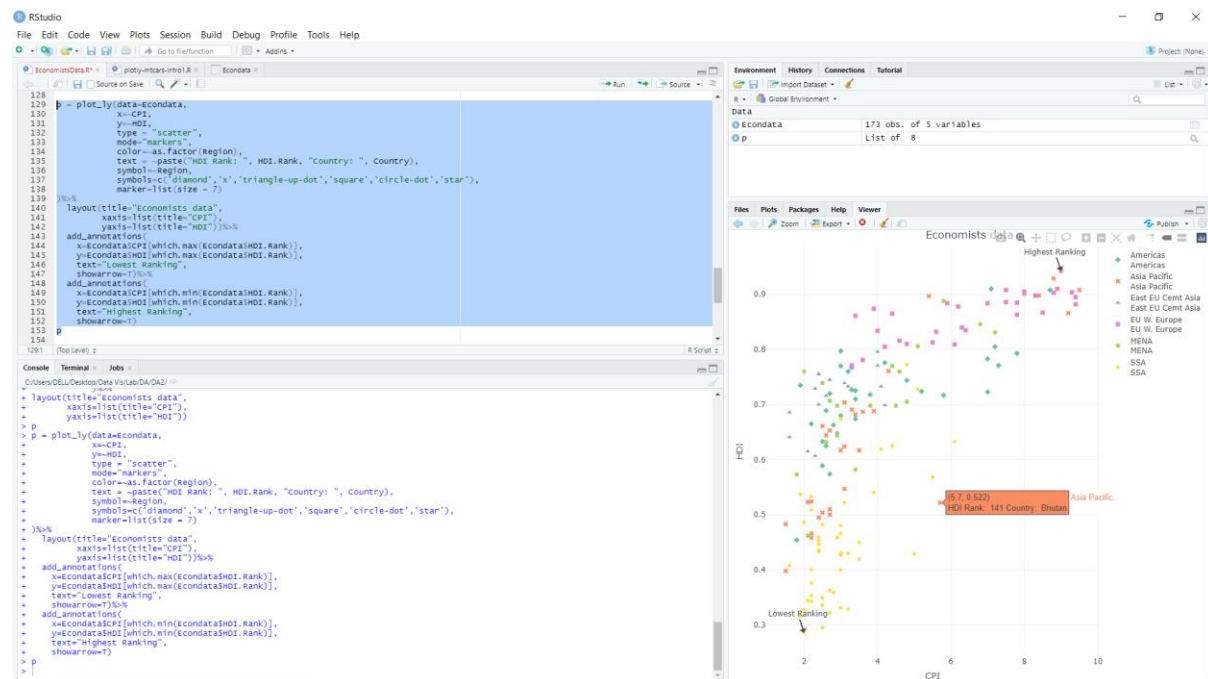 RStudio
File Edit Code View Plots Session Build Debug Profile Tools Help
Go to file/function Addins
Project: (None)
EconomistsData.R* plotly-mtcars-intro1.R Econdata
Source on Save Run Source
128
129 p = plot_ly(data=Econdata,
130 x=~CPI,
131 y=~HDI,
132 type = "scatter",
133 mode="markers",
134 color=~as.factor(Region),
135 text = ~paste("HDI Rank: ", HDI.Rank, "Country: ", Country),
136 symbol=~Region,
137 symbols=c('diamond','x','triangle-up-dot','square','circle-dot','star'),
138 marker=list(size = 7)
139 )%>%
140 layout(title="Economists data",
141 xaxis=list(title="CPI"),
142 yaxis=list(title="HDI"))%>%
143 add_annotations(
144 x=Econdata$CPI[which.max(Econdata$HDI.Rank)],
145 y=Econdata$HDI[which.max(Econdata$HDI.Rank)],
146 text="Lowest Ranking",
147 showarrow=T)%>%
148 add_annotations(
149 x=Econdata$CPI[which.min(Econdata$HDI.Rank)],
150 y=Econdata$HDI[which.min(Econdata$HDI.Rank)],
151 text="Highest Ranking",
152 showarrow=T)
153 p
154
129:1 (Top Level) R Script
Console Terminal Jobs
C:/Users/DELL/Desktop/Data Vis/Lab/DA/DA2/
+ )%>%
+ layout(title="Economists data",
+ xaxis=list(title="CPI"),
+ yaxis=list(title="HDI"))
> p
> p = plot_ly(data=Econdata,
+ x=~CPI,
+ y=~HDI,
+ type = "scatter",
+ mode="markers",
+ color=~as.factor(Region),
+ text = ~paste("HDI Rank: ", HDI.Rank, "Country: ", Country),
+ symbol=~Region,
+ symbols=c('diamond','x','triangle-up-dot','square','circle-dot','star'),
+ marker=list(size = 7)
+ )%>%
+ layout(title="Economists data",
+ xaxis=list(title="CPI"),
+ yaxis=list(title="HDI"))%>%
+ add_annotations(
+ x=Econdata$CPI[which.max(Econdata$HDI.Rank)],
+ y=Econdata$HDI[which.max(Econdata$HDI.Rank)],
+ text="Lowest Ranking",
+ showarrow=T)%>%
+ add_annotations(
+ x=Econdata$CPI[which.min(Econdata$HDI.Rank)],
+ y=Econdata$HDI[which.min(Econdata$HDI.Rank)],
+ text="Highest Ranking",
+ showarrow=T)
> p
>
Environment History Connections Tutorial
Import Dataset List
R Global Environment
Data
Econdata 173 obs. of 5 variables
p List of 8
Files Plots Packages Help Viewer
Zoom Export Publish
Economists data
Highest Ranking
Americas
Americas
Asia Pacific
Asia Pacific
East EU Cemt Asia
East EU Cemt Asia
EU W. Europe
EU W. Europe
MENA
MENA
SSA
SSA
0.9
0.8
0.7
0.6
0.5
0.4
0.3
HDI
(5.7, 0.522)
HDI Rank: 141 Country: Bhutan
Asia Pacific...
Lowest Ranking
2 4 6 8 10
CPI